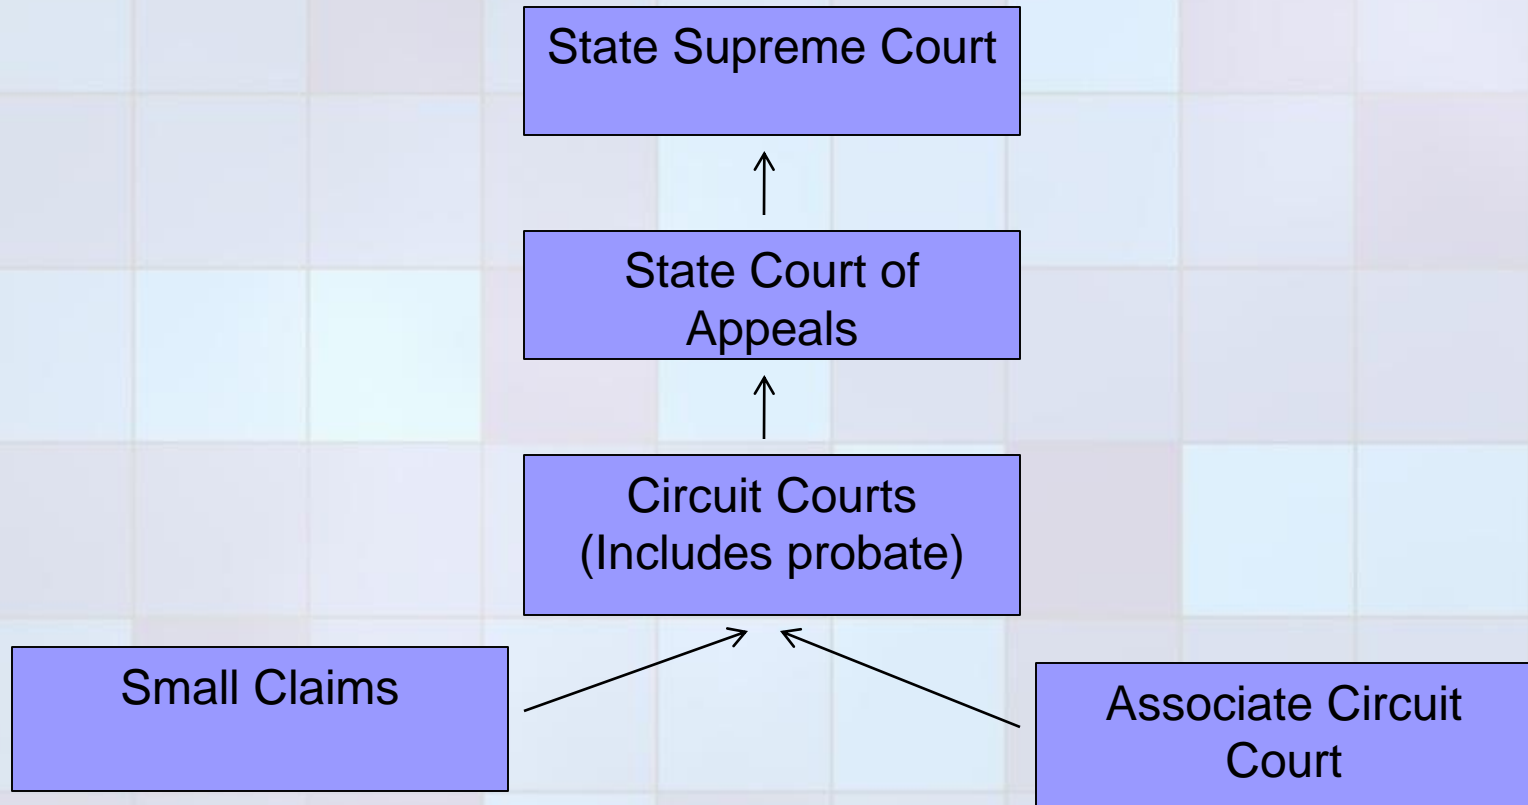 State Supreme Court
State Court of
Appeals
Circuit Courts
(Includes probate)
Small Claims
Associate Circuit
Court